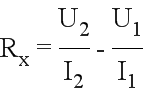 Rₓ = U₂/I₂ - U₁/I₁